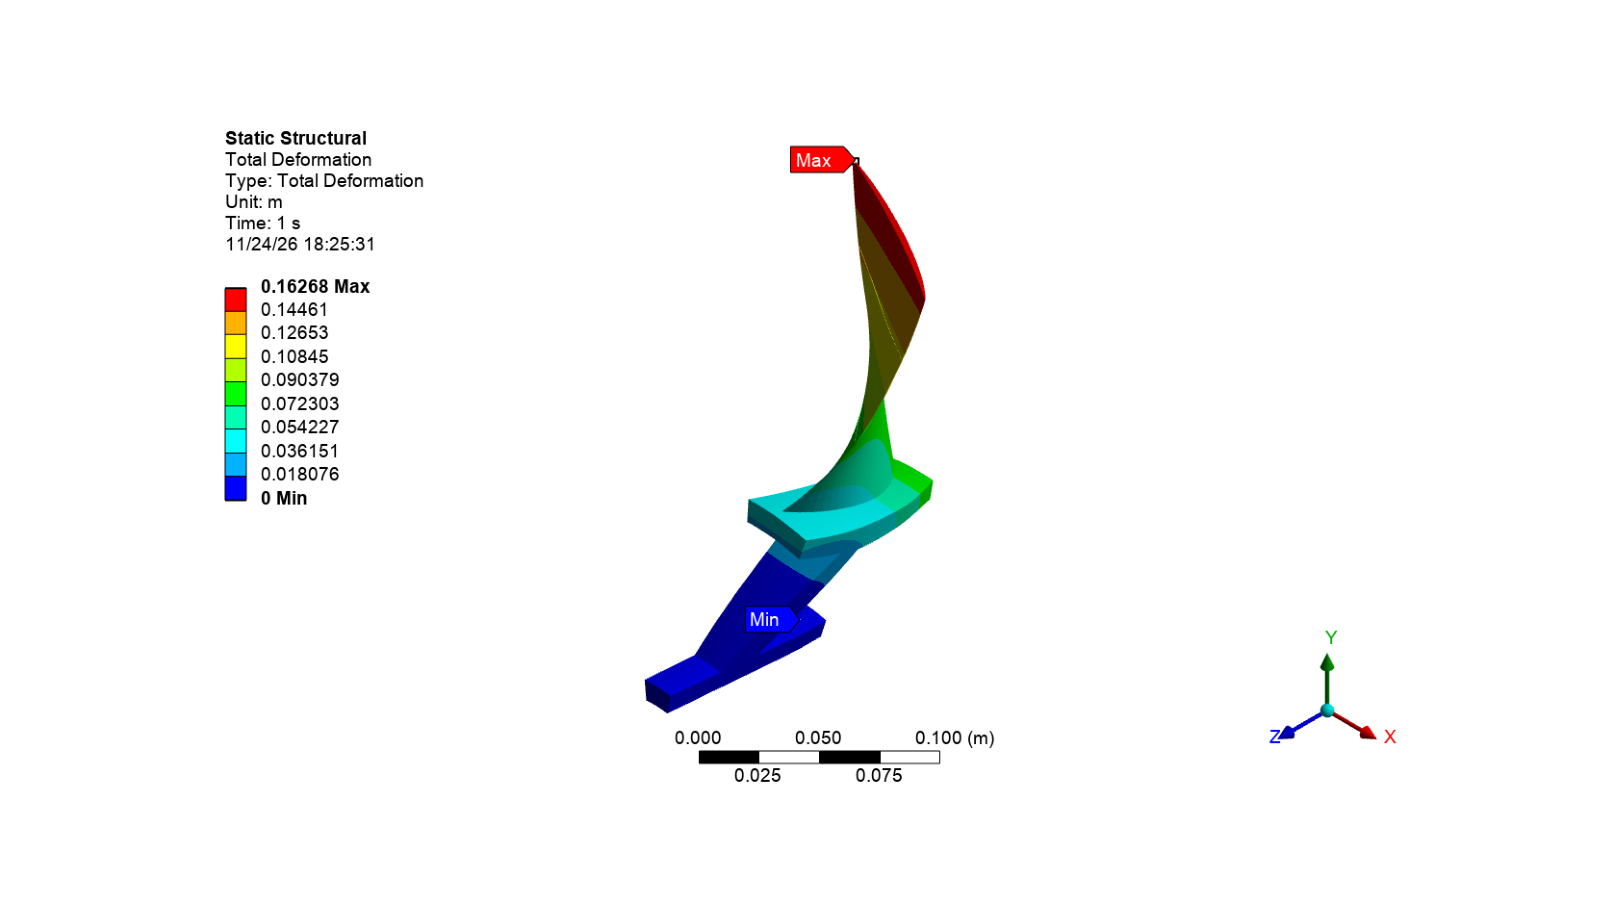 Static Structural
Total Deformation
Type: Total Deformation
Unit: m
Time: 1 s
11/24/26 18:25:31
0.16268 Max
0.14461
0.12653
0.10845
0.090379
0.072303
0.054227
0.036151
0.018076
0 Min
Max
Min
0.000 0.050 0.100 (m)
0.025 0.075
Y
Z X